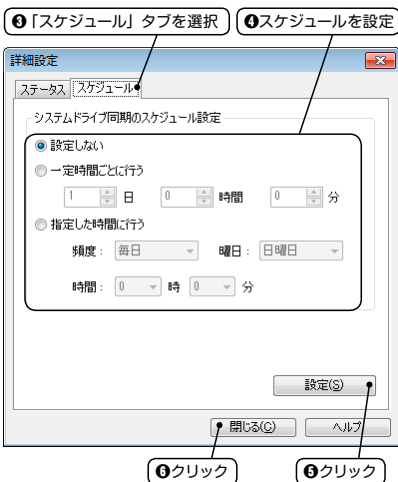 ❸「スケジュール」タブを選択 ❹スケジュールを設定
詳細設定
ステータス スケジュール
システムドライブ同期のスケジュール設定
設定しない
一定時間ごとに行う
1 日 0 時間 0 分
指定した時間に行う
頻度： 毎日 曜日： 日曜日
時間： 0 時 0 分
設定(S)
閉じる(C) ヘルプ
❻クリック ❺クリック